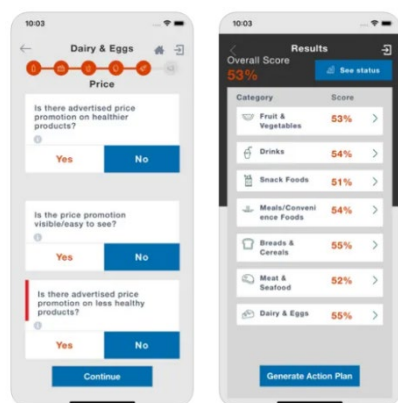 10:03
Dairy & Eggs
Price
Is there advertised price
promotion on healthier
products?
Yes
No
Is the price promotion
visible/easy to see?
Yes
No
Is there advertised price
promotion on less healthy
products?
Yes
No
Continue
10:03
Results
Overall Score
53%
See status
Category
Score
Fruit &
Vegetables
53%
Drinks
54%
Snack Foods
51%
Meals/Conveni
ence Foods
54%
Breads &
Cereals
55%
Meat &
Seafood
52%
Dairy & Eggs
55%
Generate Action Plan